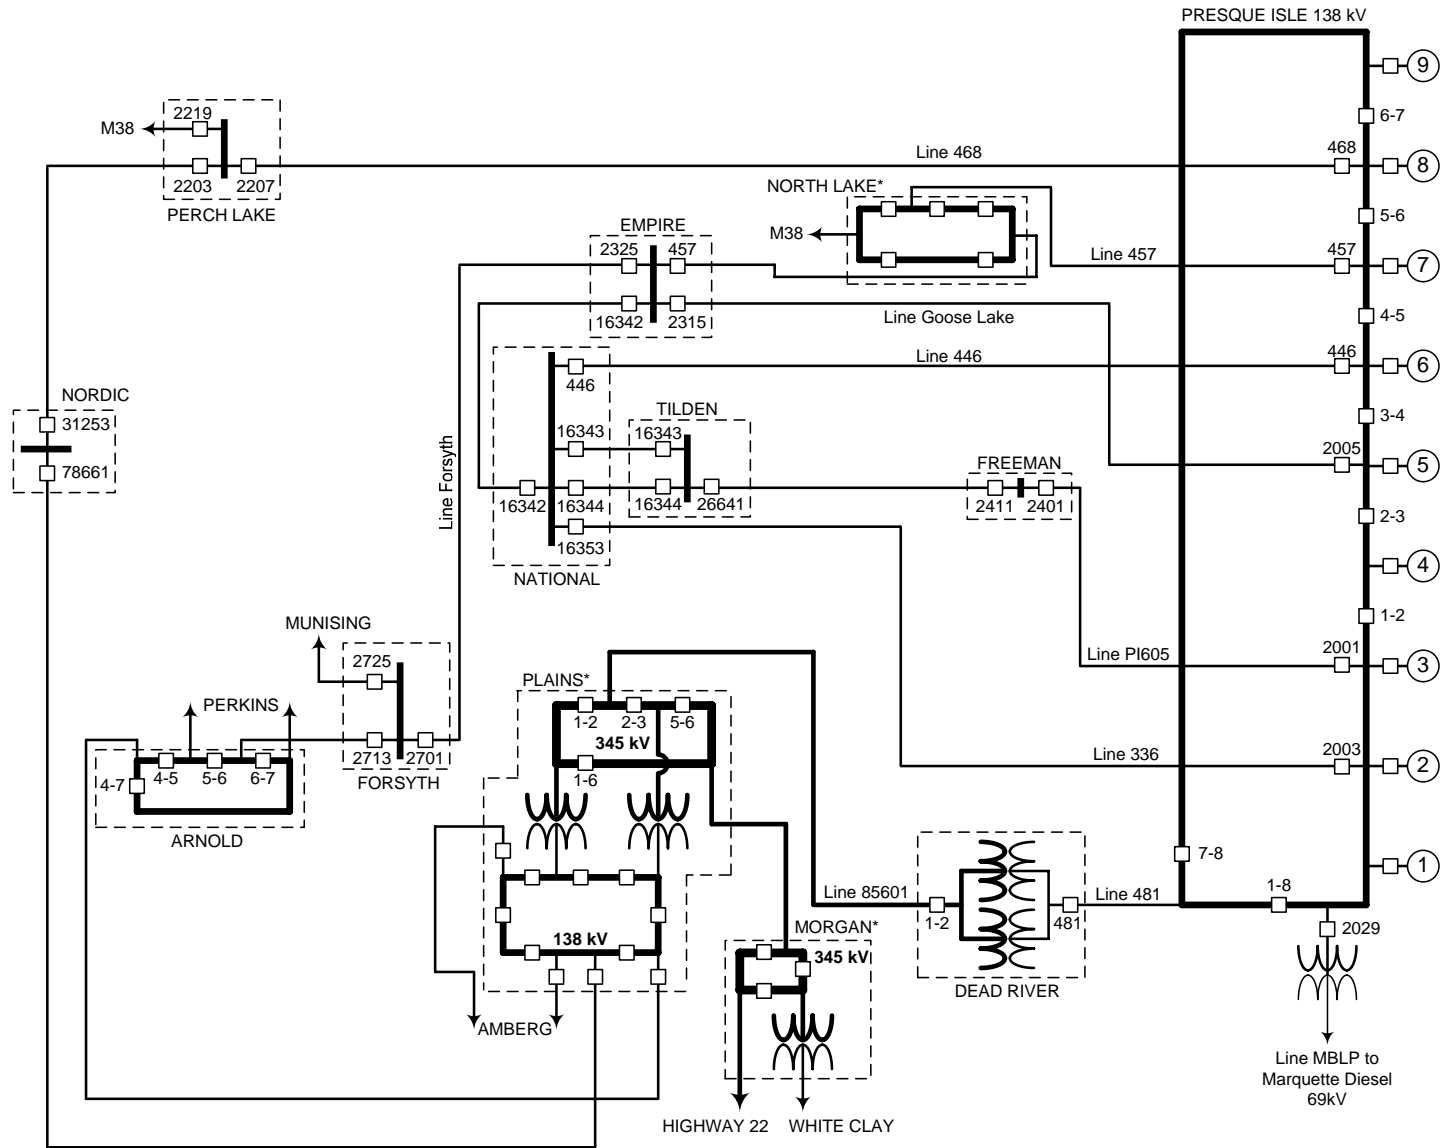 PRESQUE ISLE 138 kV
9
6-7
2219
M38
468
8
Line 468
2203
2207
PERCH LAKE
NORTH LAKE*
5-6
EMPIRE
M38
2325
457
Line 457
457
7
16342
2315
Line Goose Lake
4-5
Line 446
446
6
446
NORDIC
31253
TILDEN
3-4
16343
16343
2005
5
78661
FREEMAN
Line Forsyth
16342
16344
16344
26641
2411
2401
2-3
16353
NATIONAL
4
1-2
MUNISING
2001
3
2725
Line PI605
PLAINS*
PERKINS
1-2
2-3
5-6
345 kV
2713
2701
Line 336
2003
2
4-7
4-5
5-6
6-7
1-6
FORSYTH
ARNOLD
7-8
1
Line 85601
Line 481
1-8
1-2
481
2029
138 kV
MORGAN*
345 kV
DEAD RIVER
AMBERG
Line MBLP to
Marquette Diesel
69kV
HIGHWAY 22
WHITE CLAY